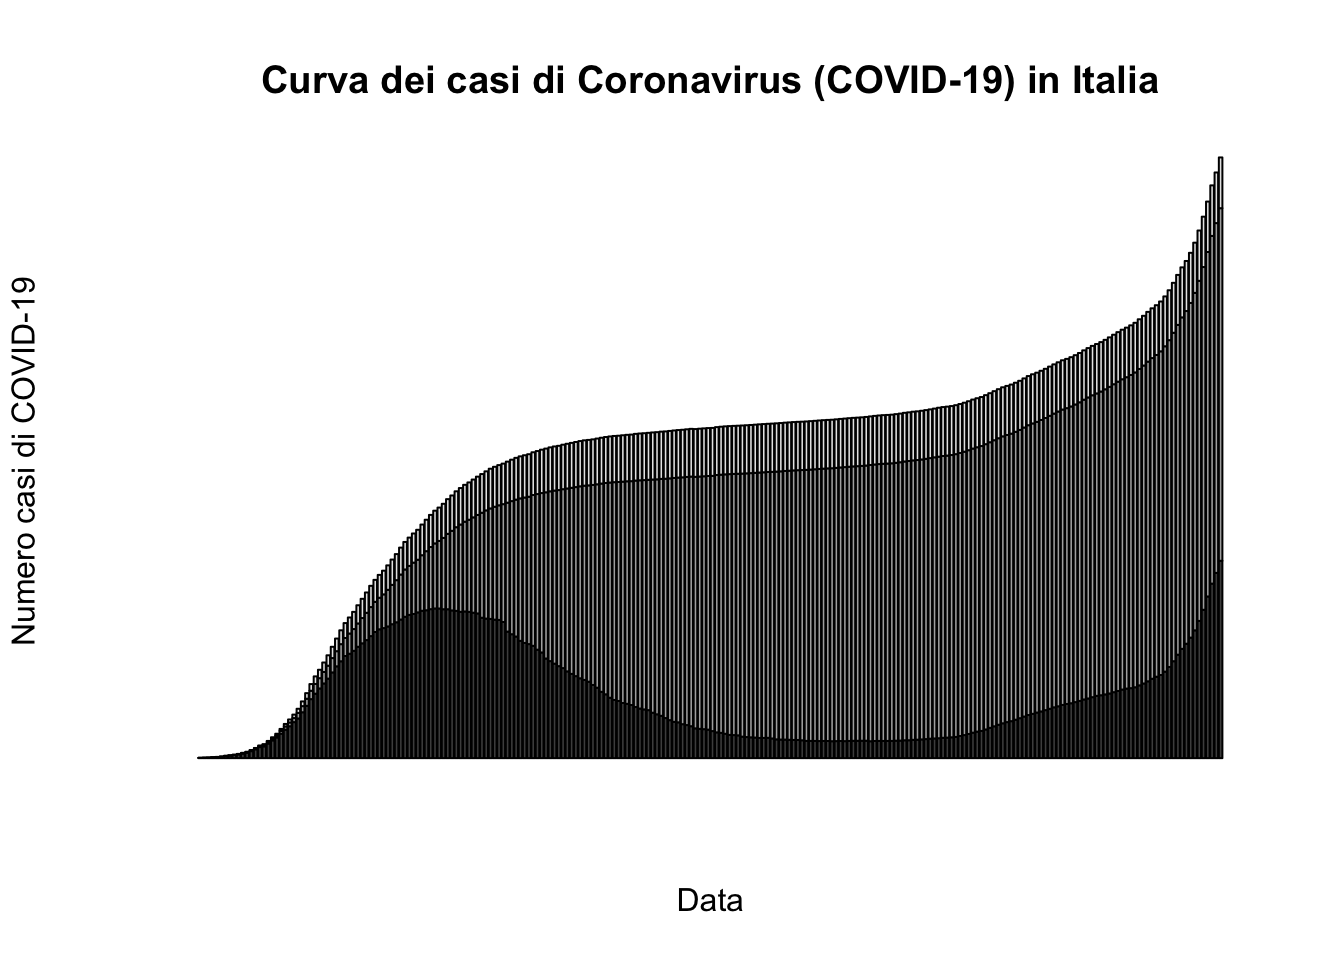 Curva dei casi di Coronavirus (COVID-19) in Italia
Numero casi di COVID-19
Data